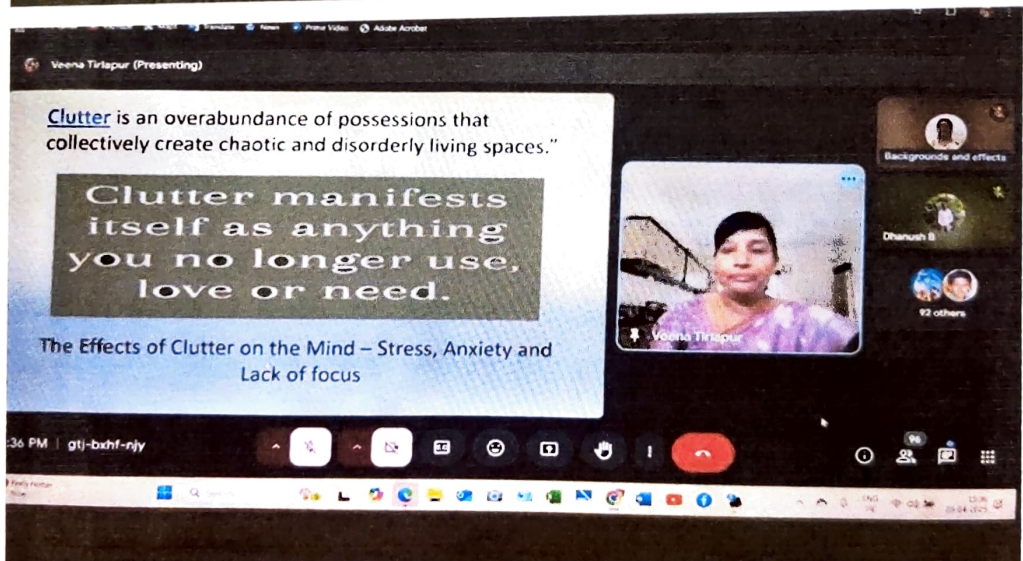 Translate
News
Prime Video
Adobe Acrobat
Veena Tirlapur (Presenting)
Clutter is an overabundance of possessions that
collectively create chaotic and disorderly living spaces.”
Clutter manifests
itself as anything
you no longer use,
love or need.
The Effects of Clutter on the Mind – Stress, Anxiety and
Lack of focus
Veena Tirlapur
Backgrounds and effects
Dhanush B
92 others
:36 PM | gtj-bxhf-njy
96
ENG